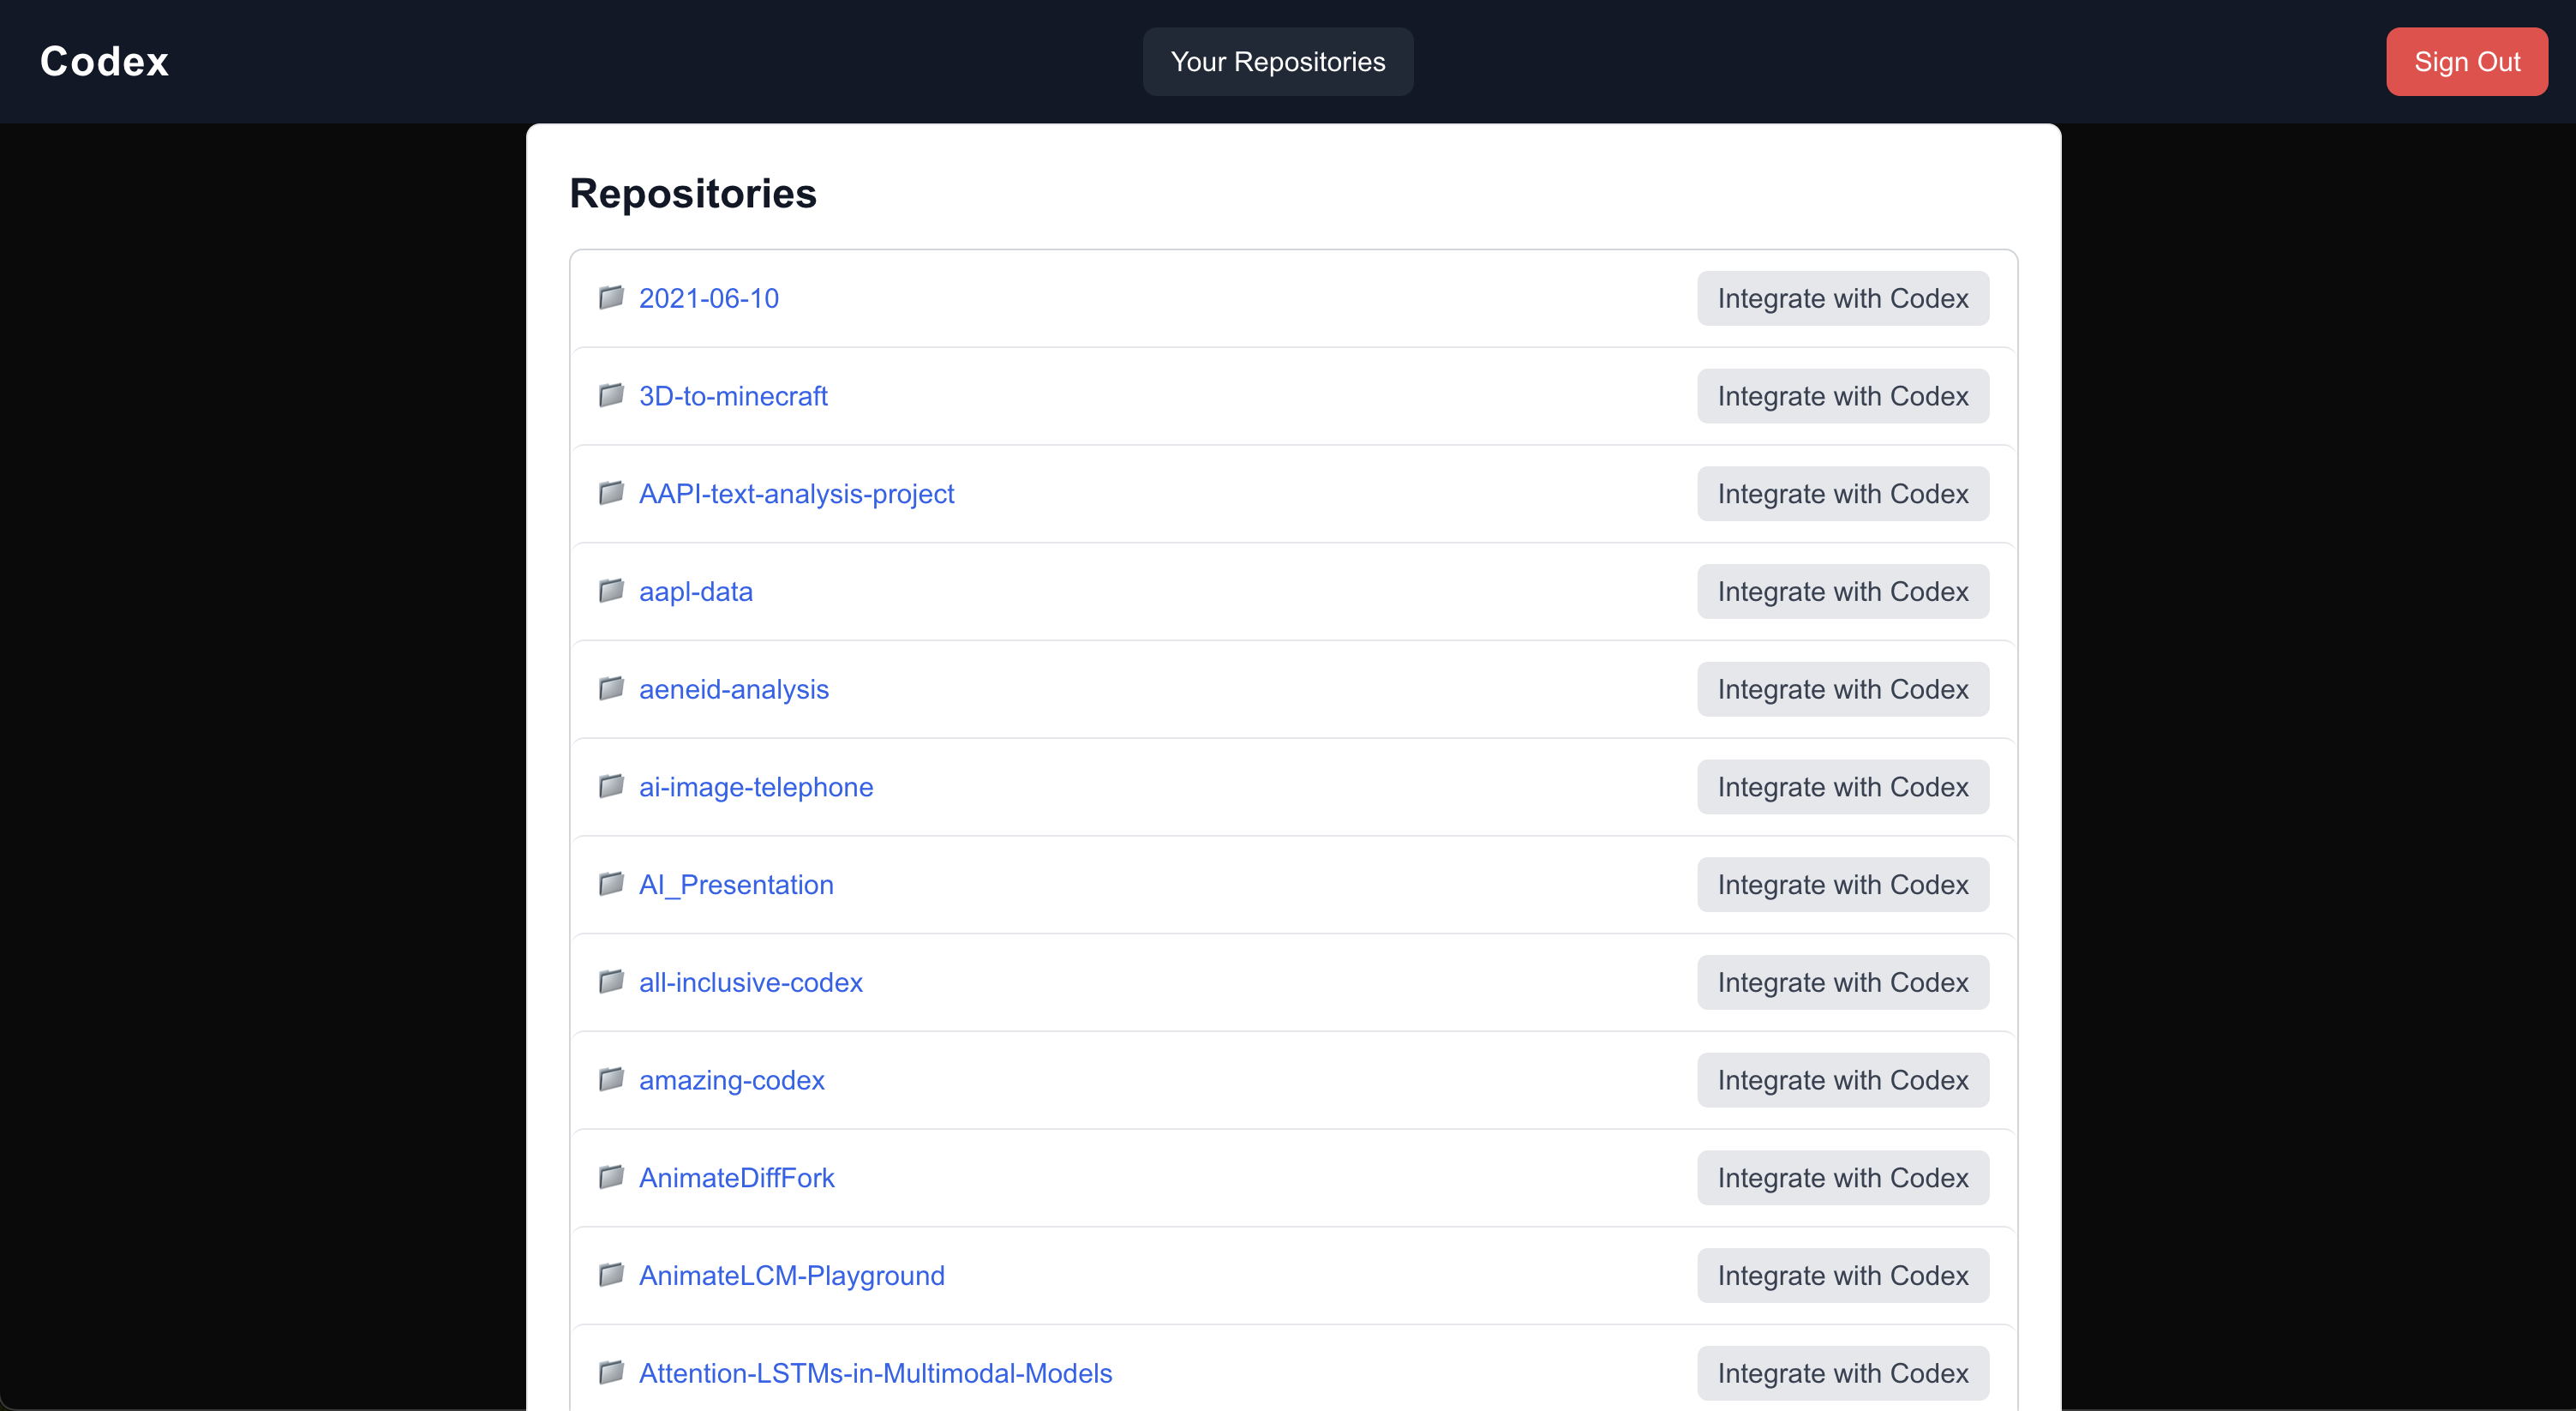 Codex
Your Repositories
Sign Out
Repositories
2021-06-10
Integrate with Codex
3D-to-minecraft
Integrate with Codex
AAPI-text-analysis-project
Integrate with Codex
aapl-data
Integrate with Codex
aeneid-analysis
Integrate with Codex
ai-image-telephone
Integrate with Codex
AI_Presentation
Integrate with Codex
all-inclusive-codex
Integrate with Codex
amazing-codex
Integrate with Codex
AnimateDiffFork
Integrate with Codex
AnimateLCM-Playground
Integrate with Codex
Attention-LSTMs-in-Multimodal-Models
Integrate with Codex